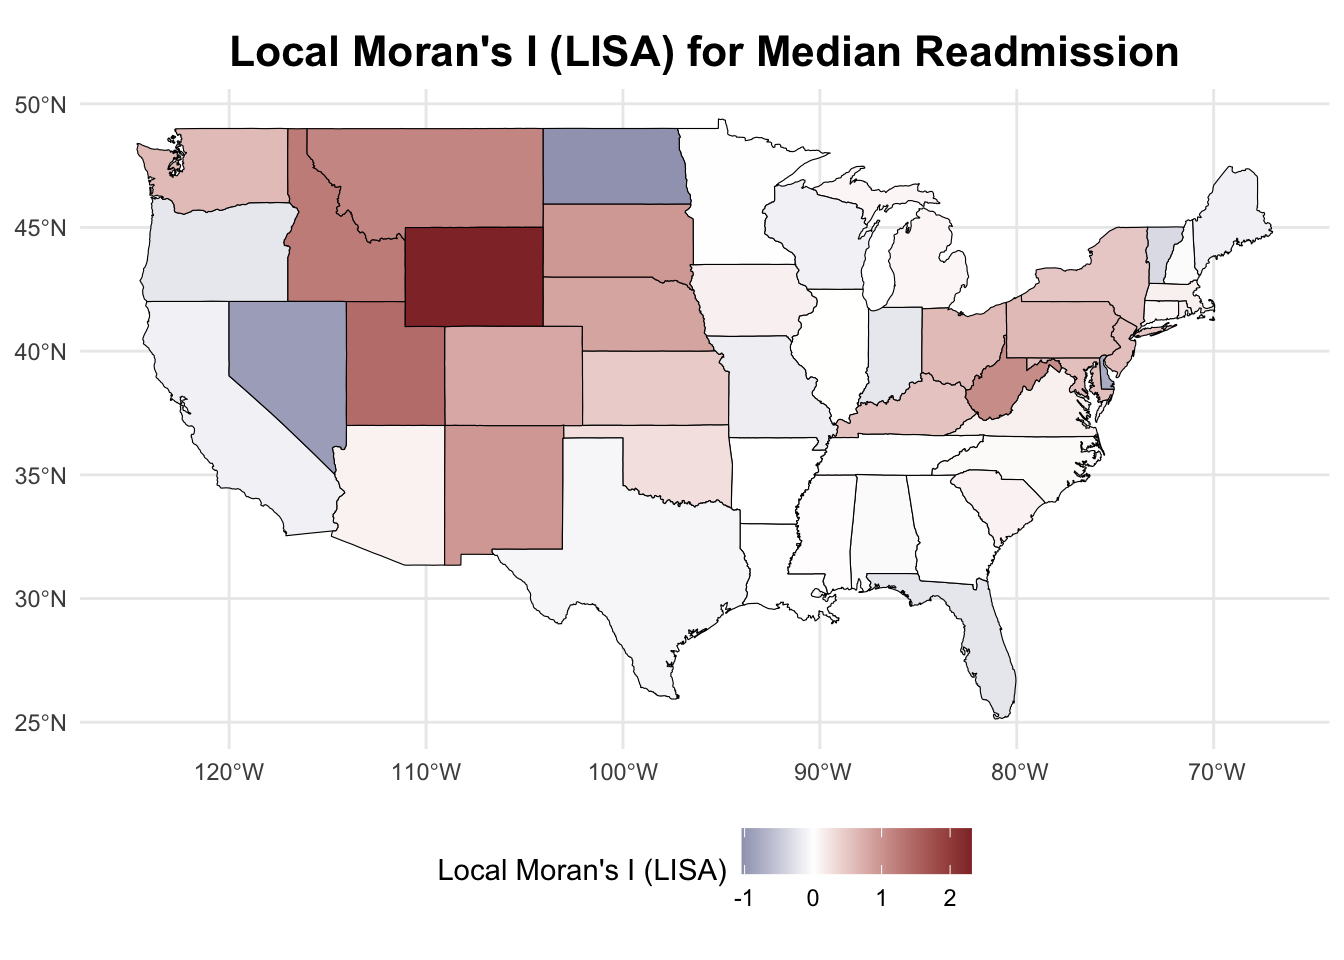 Local Moran's I (LISA) for Median Readmission
50°N
45°N
40°N
35°N
30°N
25°N
120°W 110°W 100°W 90°W 80°W 70°W
Local Moran's I (LISA)
-1 0 1 2